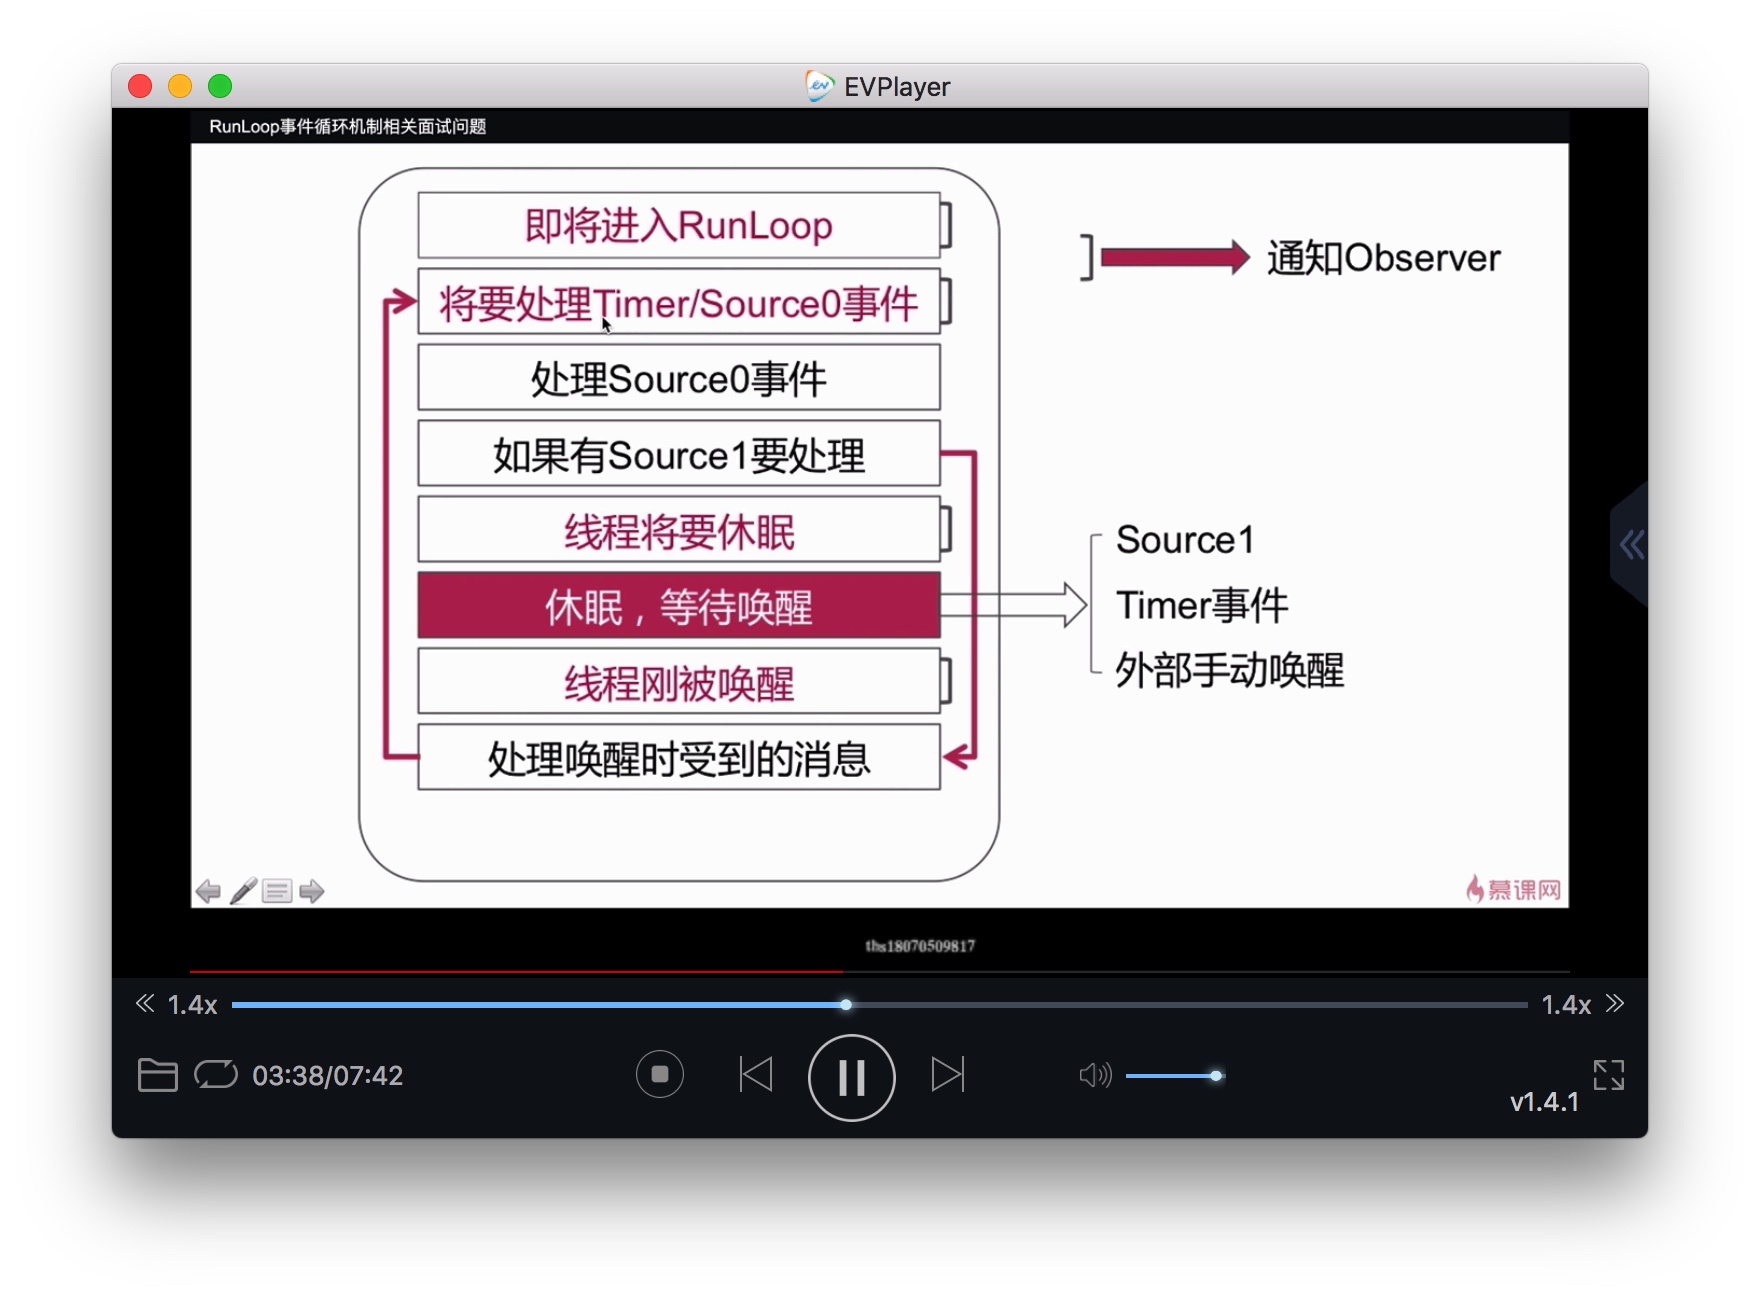 EVPlayer
RunLoop事件循环机制相关面试问题
即将进入RunLoop
将要处理Timer/Source0事件
处理Source0事件
如果有Source1要处理
线程将要休眠
休眠，等待唤醒
线程刚被唤醒
处理唤醒时受到的消息
通知Observer
Source1
Timer事件
外部手动唤醒
慕课网
ths18070509817
1.4x
1.4x
03:38/07:42
v1.4.1